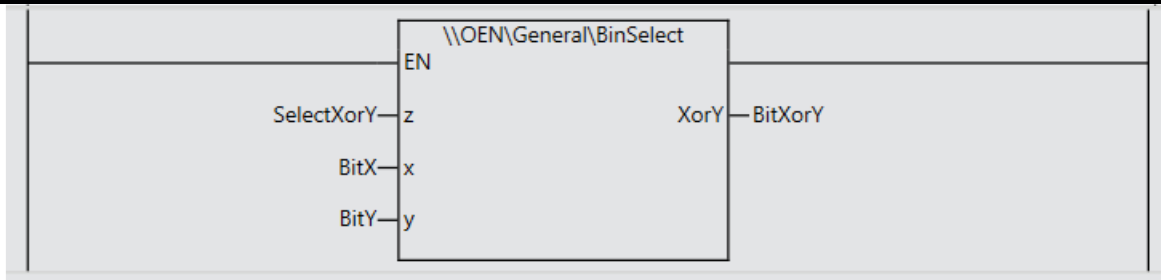 \\OEN\General\BinSelect
EN
SelectXorY z XorY BitXorY
BitX x
BitY y